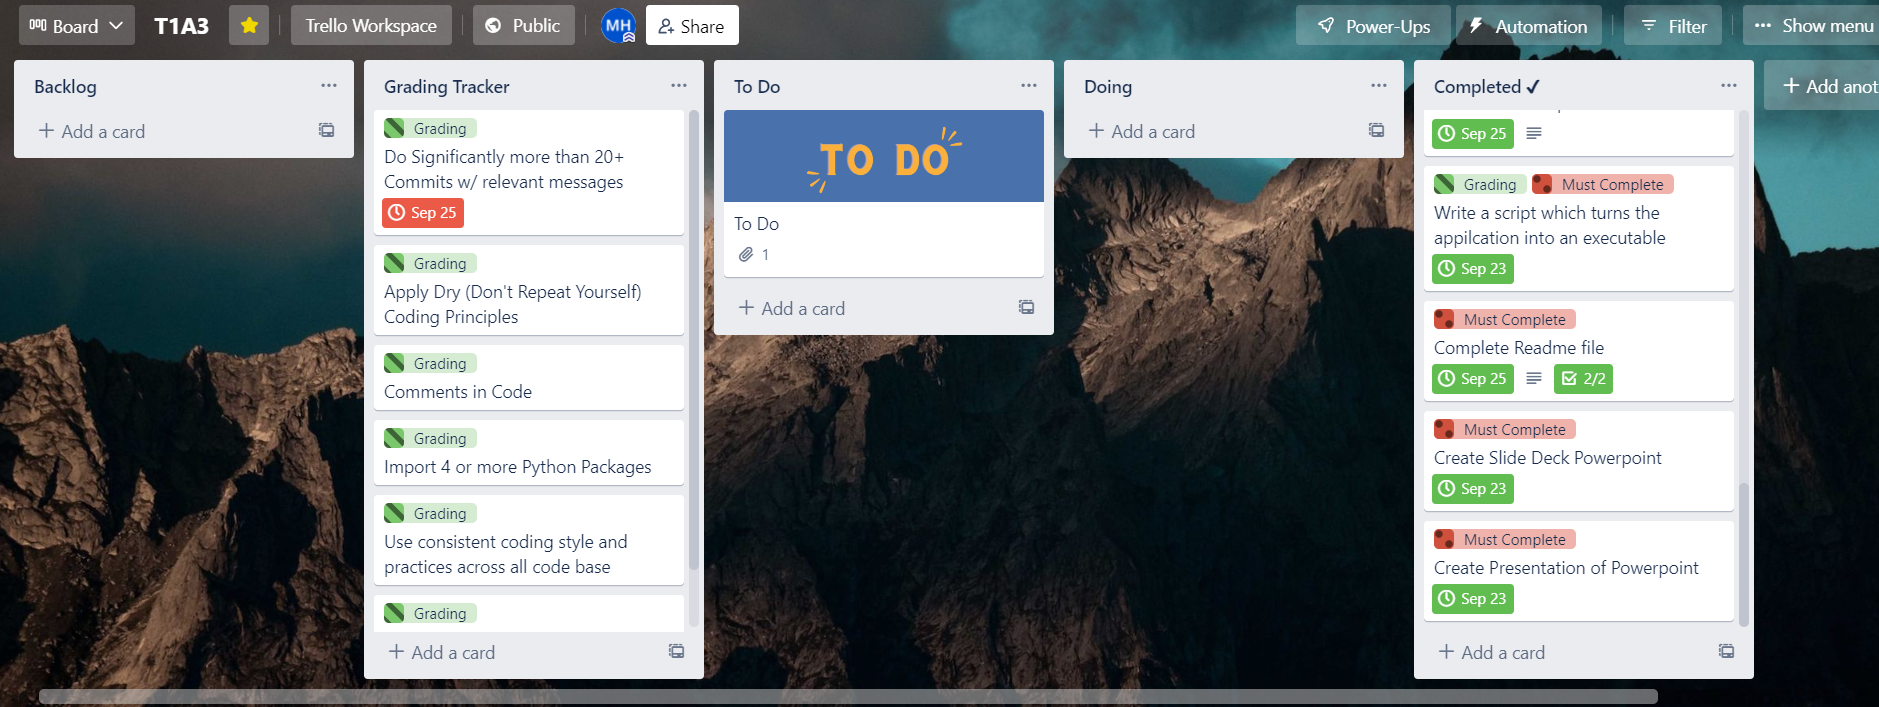 Board
T1A3
Trello Workspace
Public
MH
Share
Power-Ups
Automation
Filter
Show menu
Backlog
Add a card
Grading Tracker
Grading
Do Significantly more than 20+
Commits w/ relevant messages
Sep 25
Grading
Apply Dry (Don't Repeat Yourself)
Coding Principles
Grading
Comments in Code
Grading
Import 4 or more Python Packages
Grading
Use consistent coding style and
practices across all code base
Grading
Add a card
To Do
TO DO
To Do
1
Add a card
Doing
Add a card
Completed ✓
Sep 25
Grading Must Complete
Write a script which turns the
appilcation into an executable
Sep 23
Must Complete
Complete Readme file
Sep 25 2/2
Must Complete
Create Slide Deck Powerpoint
Sep 23
Must Complete
Create Presentation of Powerpoint
Sep 23
Add a card
Add anot